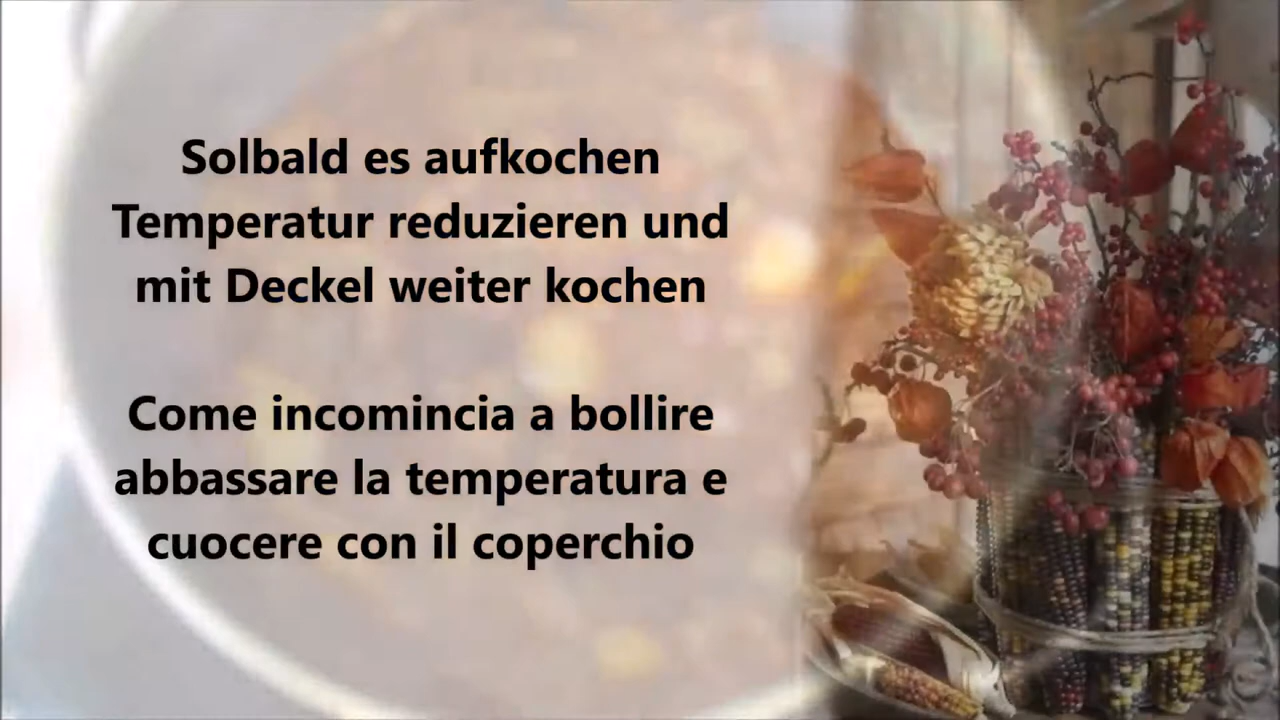 Solbald es aufkochen
Temperatur reduzieren und
mit Deckel weiter kochen
Come incomincia a bollire
abbassare la temperatura e
cuocere con il coperchio